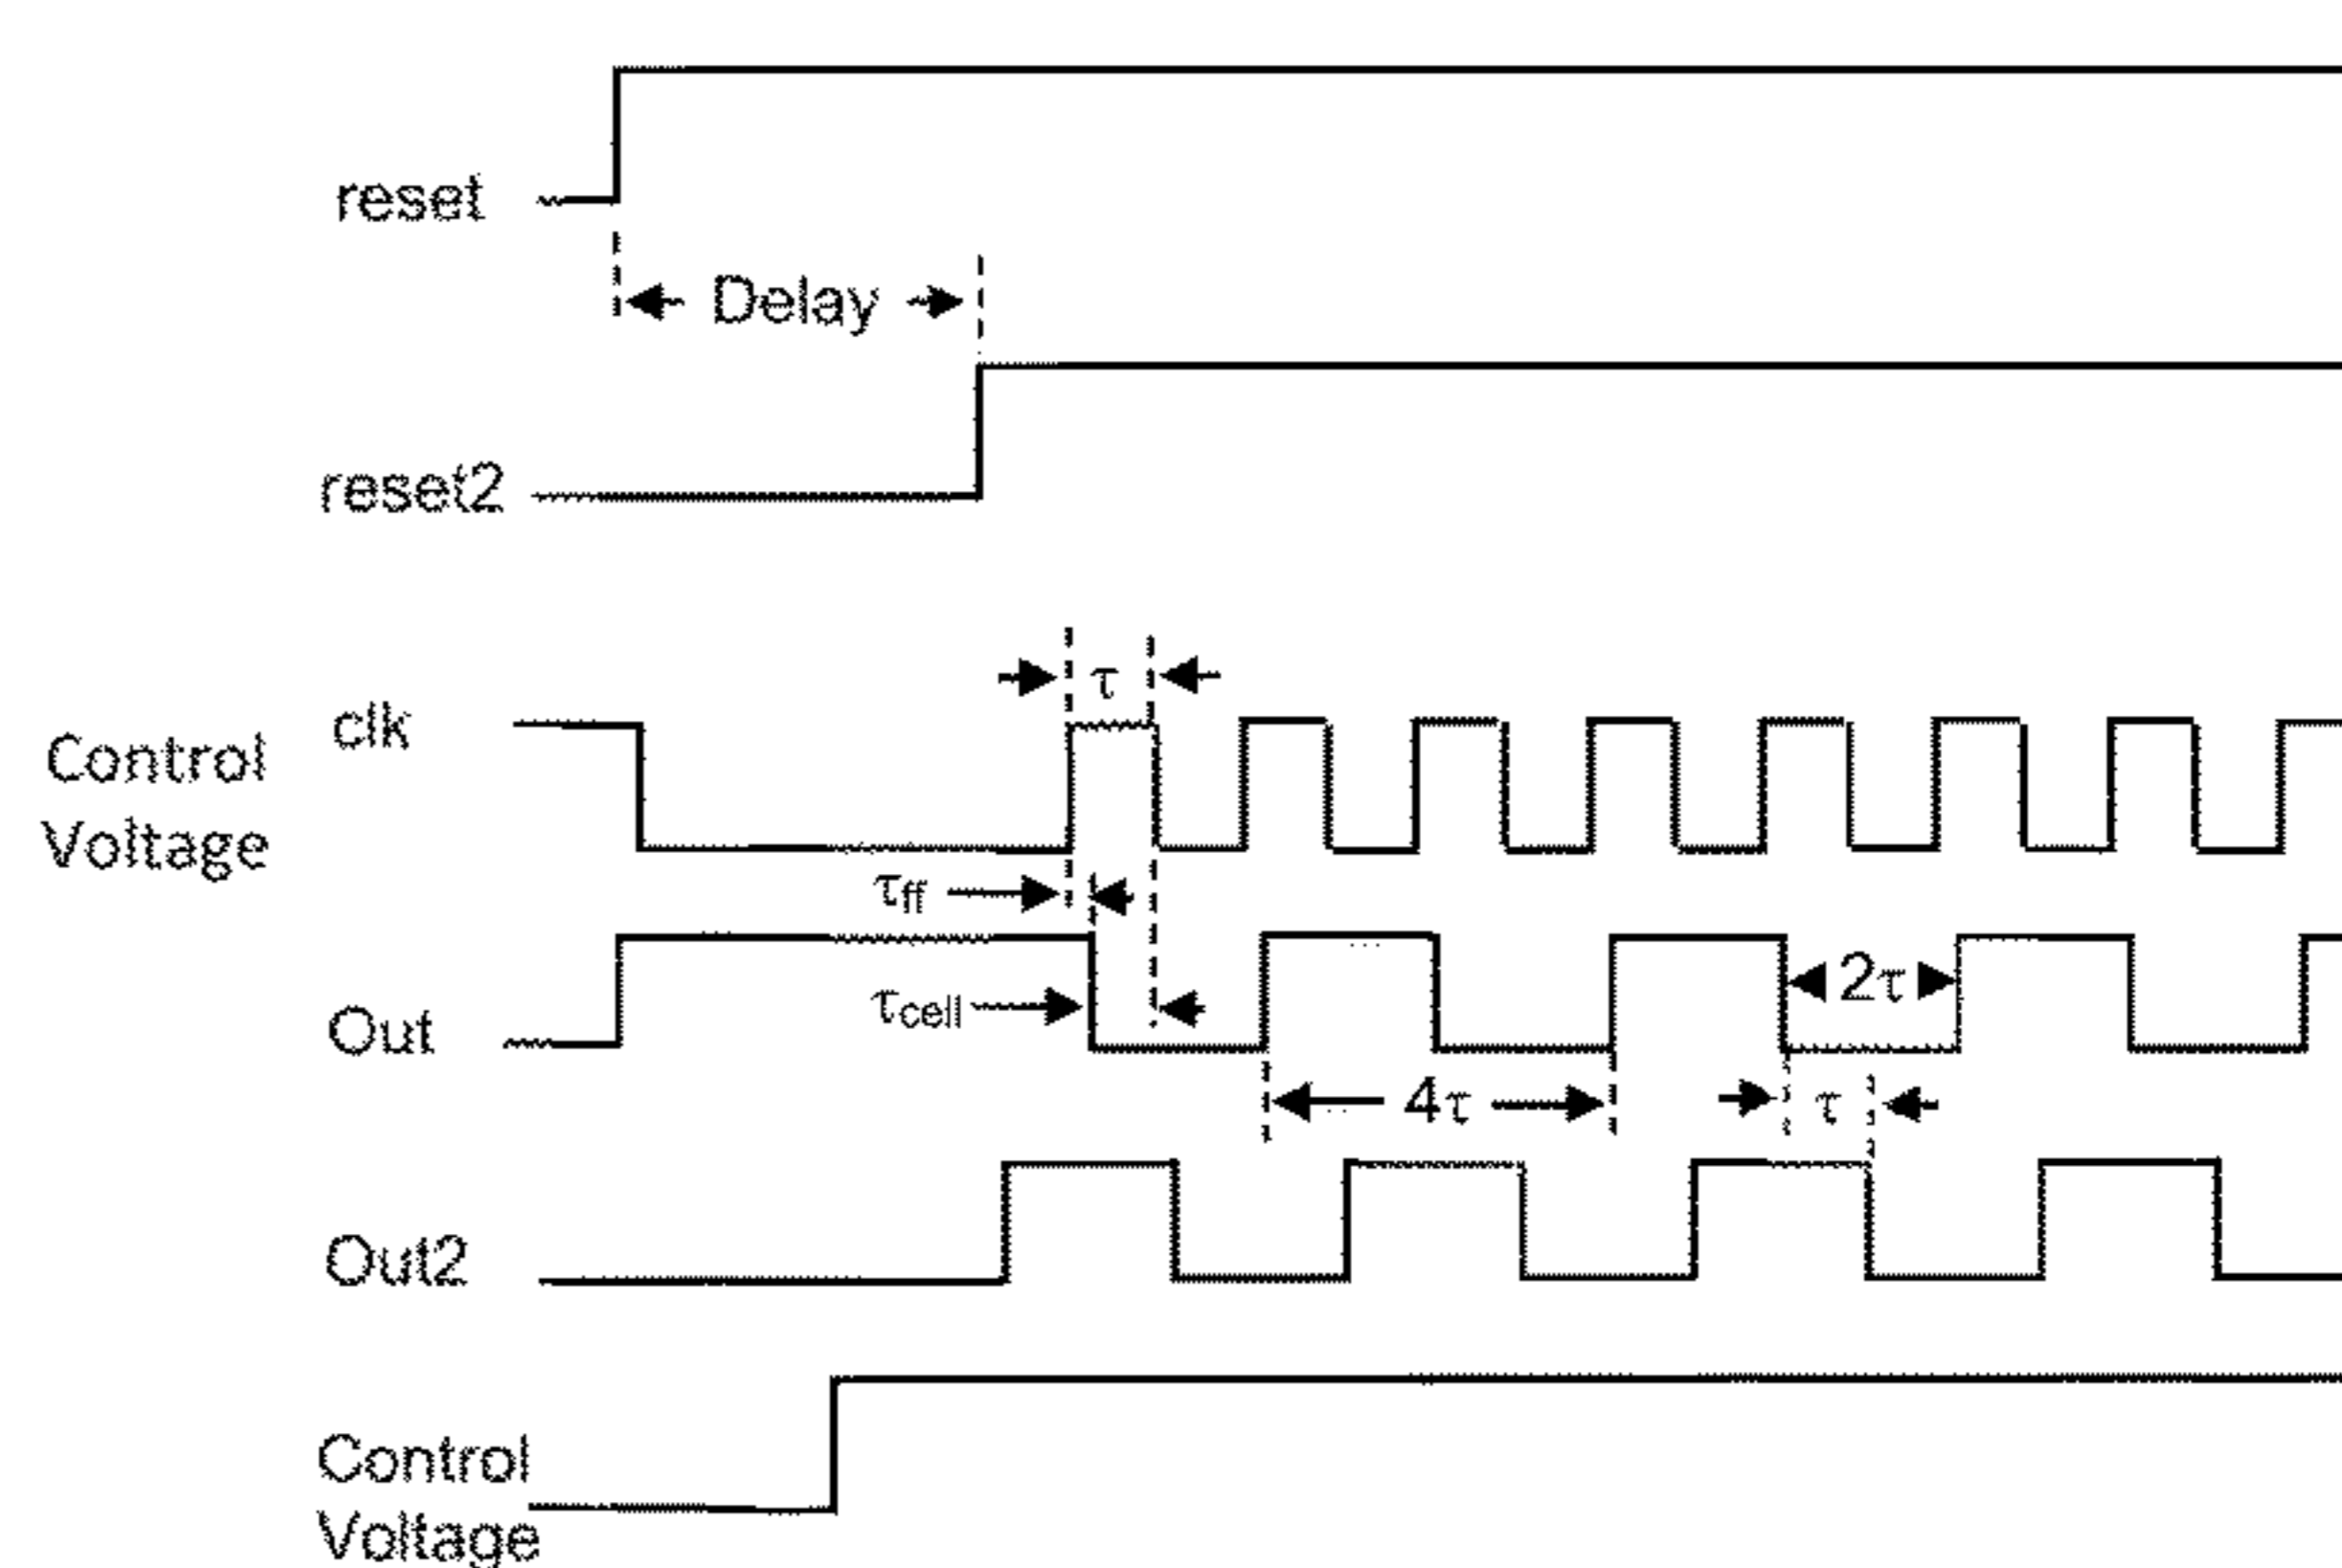 reset
Delay
reset2
τ
clk
Control
Voltage
τff
Out
τcell
2τ
4τ
τ
Out2
Control
Voltage